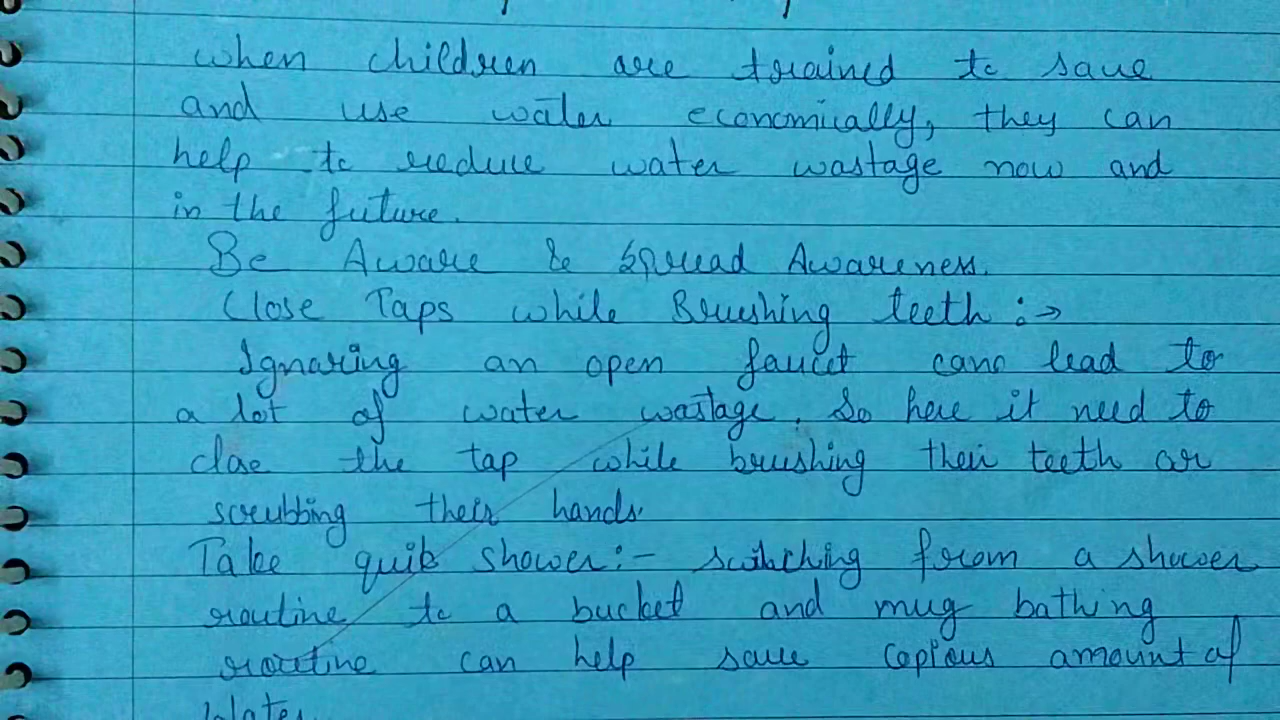 when children are trained to save
and use water economically, they can
help to reduce water wastage now and
in the future.
Be Aware & Spread Awareness.
Close Taps while Brushing teeth :→
Ignoring an open faucet can lead to
a lot of water wastage. So here it need to
close the tap while brushing their teeth or
scrubbing their hands.
Take quik shower:- switching from a shower
routine to a bucket and mug bathing
routine can help save copious amount of
Water